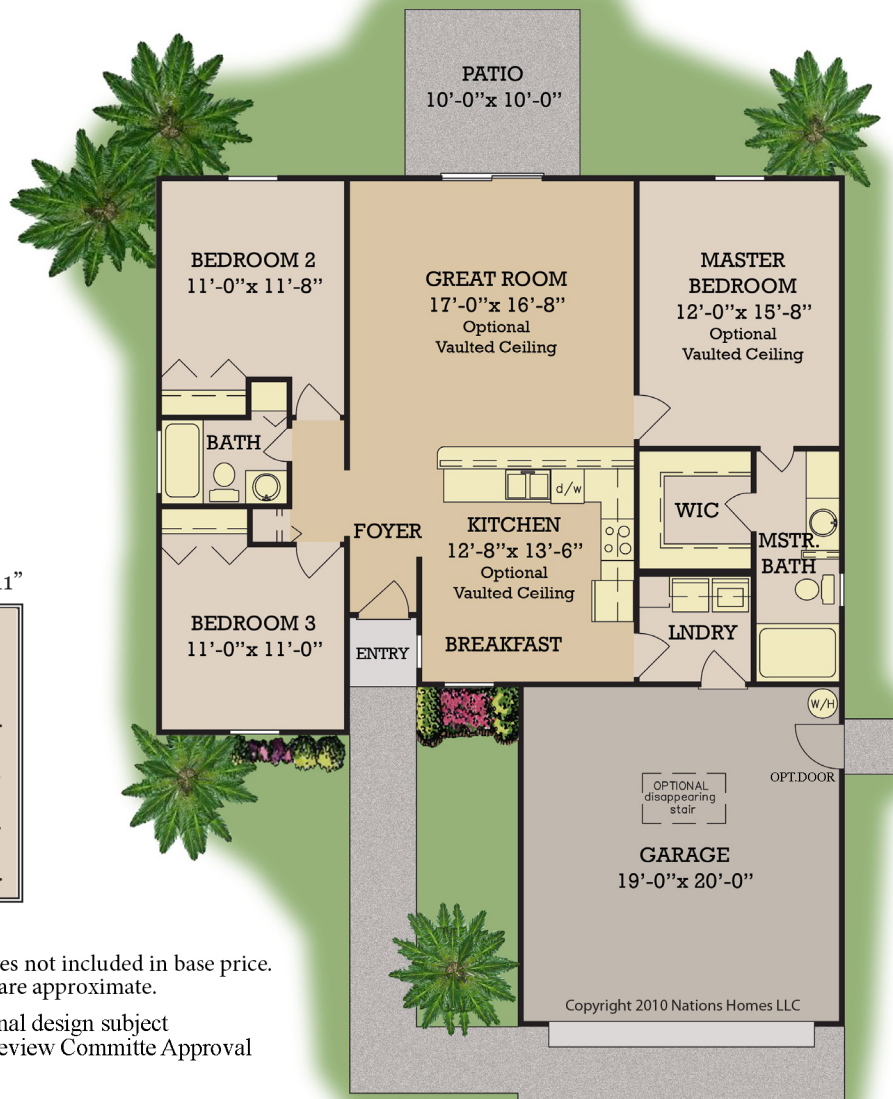 PATIO
10’-0”x 10’-0”
BEDROOM 2
11’-0”x 11’-8”
GREAT ROOM
17’-0”x 16’-8”
Optional
Vaulted Ceiling
MASTER
BEDROOM
12’-0”x 15’-8”
Optional
Vaulted Ceiling
BATH
d/w
WIC
FOYER
KITCHEN
12’-8”x 13’-6”
Optional
Vaulted Ceiling
MSTR.
BATH
1”
BEDROOM 3
11’-0”x 11’-0”
ENTRY
BREAKFAST
LNDRY
W/H
OPT.DOOR
OPTIONAL
disappearing
stair
GARAGE
19’-0”x 20’-0”
es not included in base price.
are approximate.
Copyright 2010 Nations Homes LLC
nal design subject
eview Committe Approval